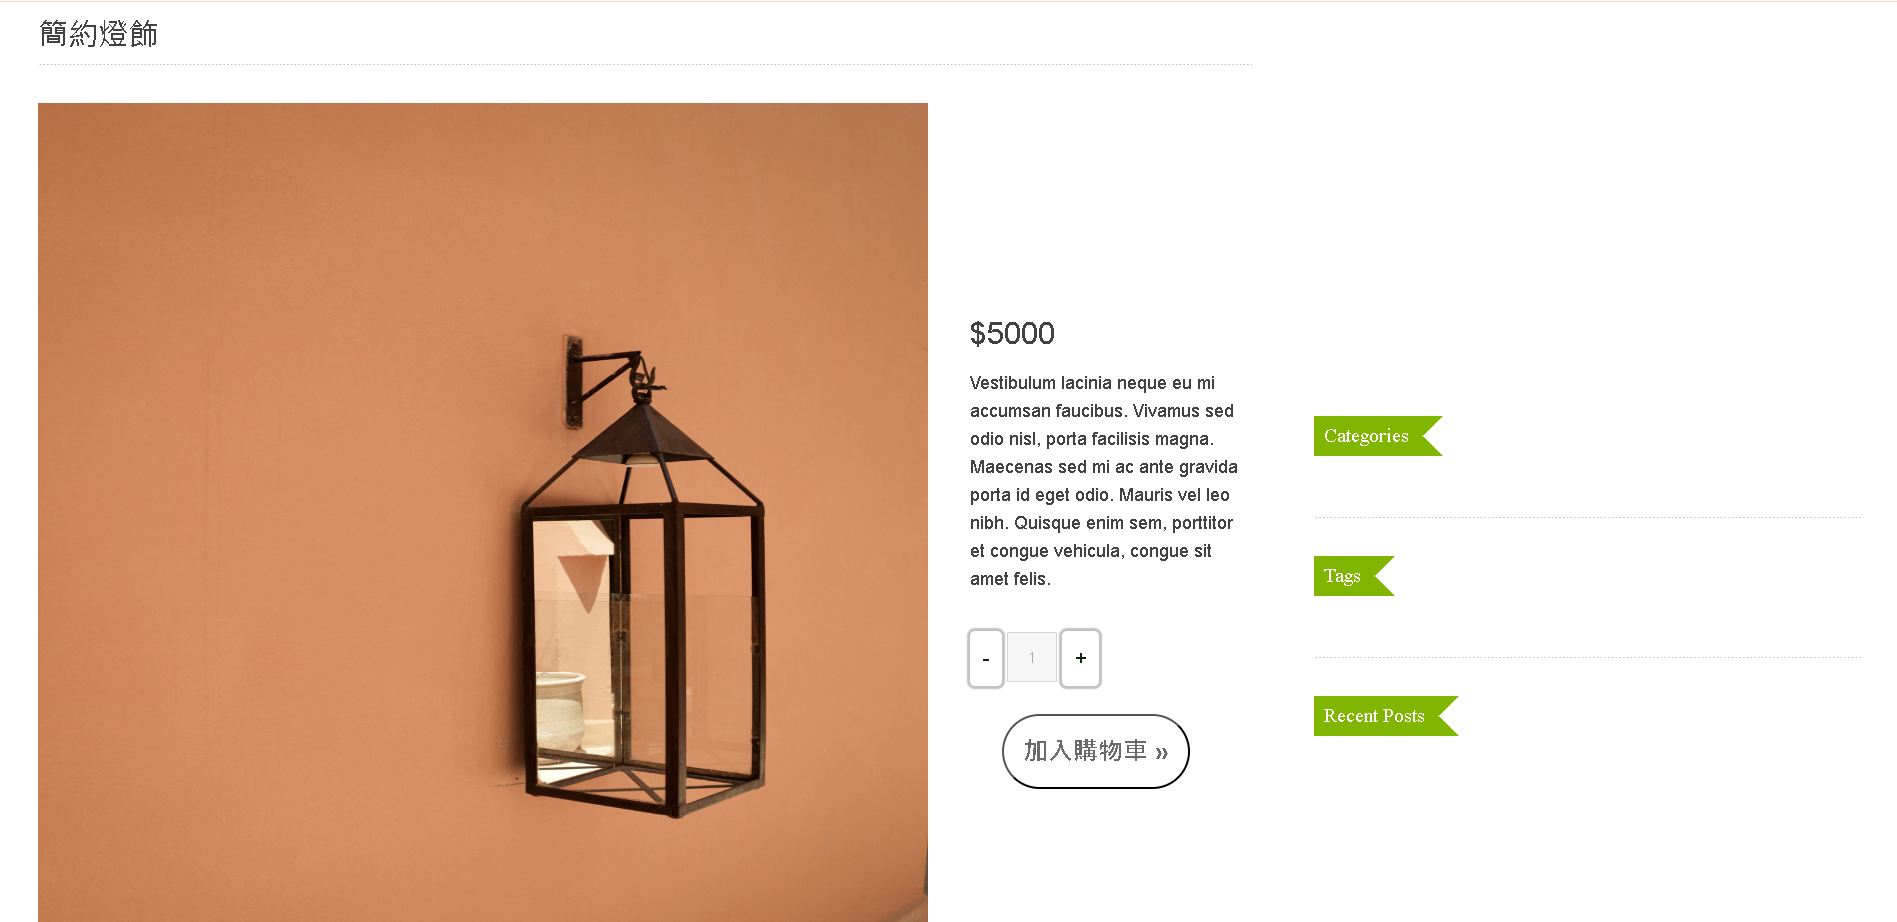 簡約燈飾
$5000
Vestibulum lacinia neque eu mi
accumsan faucibus. Vivamus sed
odio nisl, porta facilisis magna.
Maecenas sed mi ac ante gravida
porta id eget odio. Mauris vel leo
nibh. Quisque enim sem, porttitor
et congue vehicula, congue sit
amet felis.
- 1 +
加入購物車 »
Categories
Tags
Recent Posts